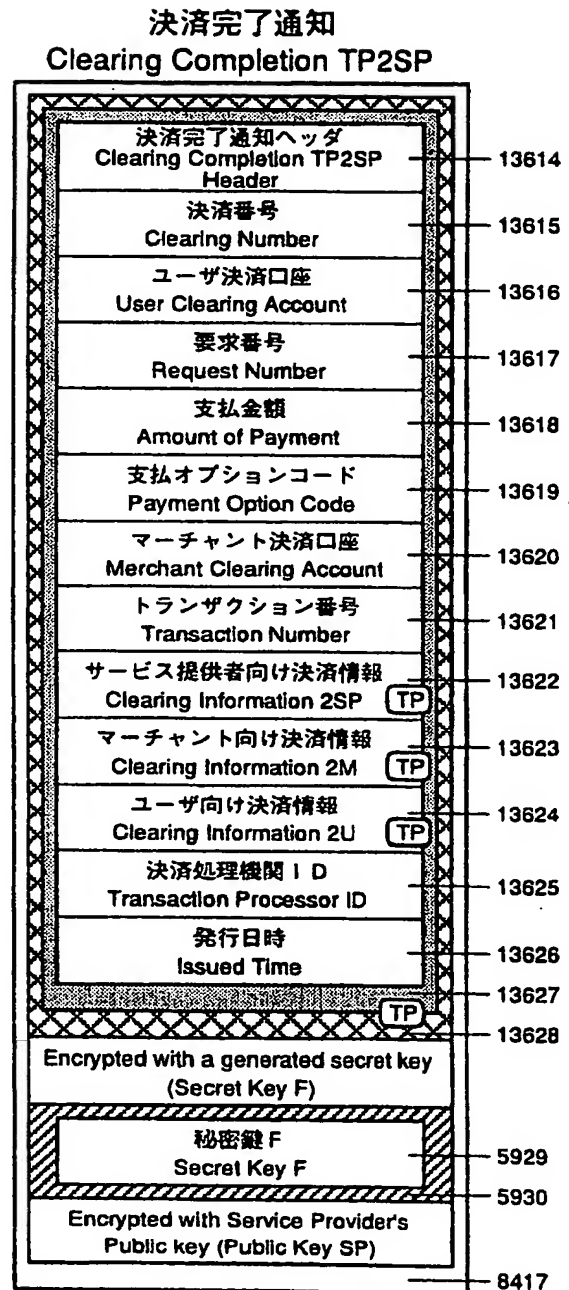 決済完了通知
Clearing Completion TP2SP
決済完了通知ヘッダ
Clearing Completion TP2SP
Header
13614
決済番号
Clearing Number
13615
ユーザ決済口座
User Clearing Account
13616
要求番号
Request Number
13617
支払金額
Amount of Payment
13618
支払オプションコード
Payment Option Code
13619
マーチャント決済口座
Merchant Clearing Account
13620
トランザクション番号
Transaction Number
13621
サービス提供者向け決済情報
Clearing Information 2SP
TP
13622
マーチャント向け決済情報
Clearing Information 2M
TP
13623
ユーザ向け決済情報
Clearing Information 2U
TP
13624
決済処理機関ID
Transaction Processor ID
13625
発行日時
Issued Time
13626
13627
TP
13628
Encrypted with a generated secret key
(Secret Key F)
秘密鍵F
Secret Key F
5929
5930
Encrypted with Service Provider's
Public key (Public Key SP)
8417